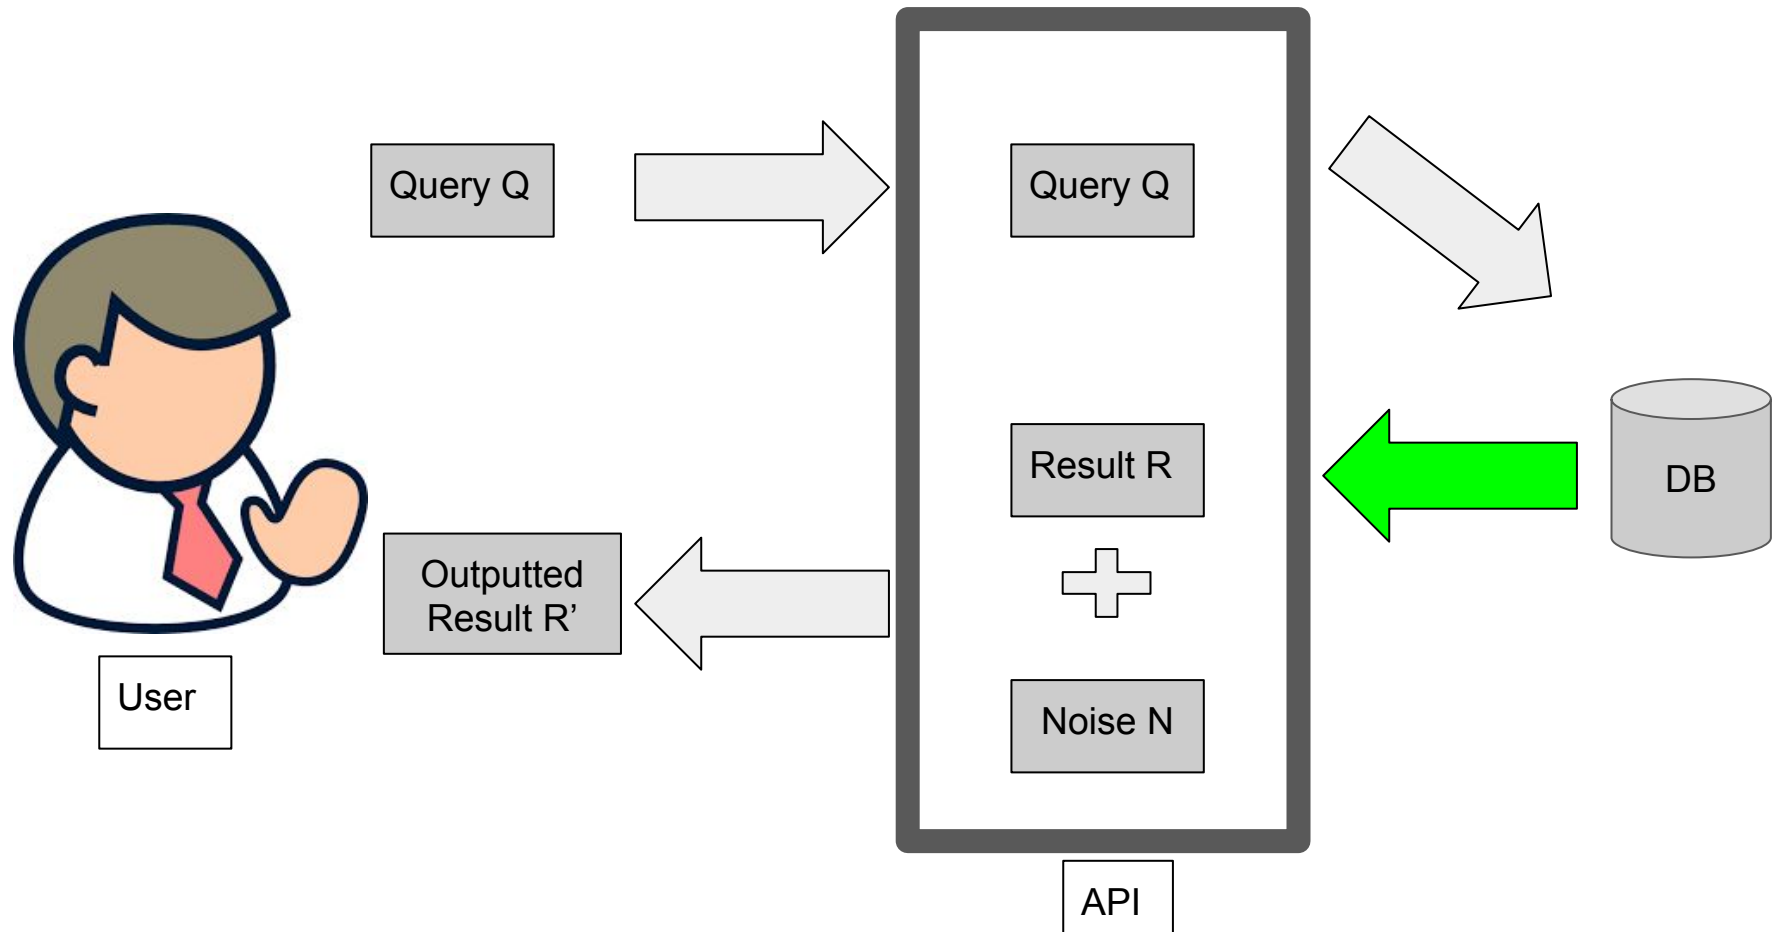 Query Q
Query Q
Result R
DB
Outputted
Result R’
User
Noise N
API